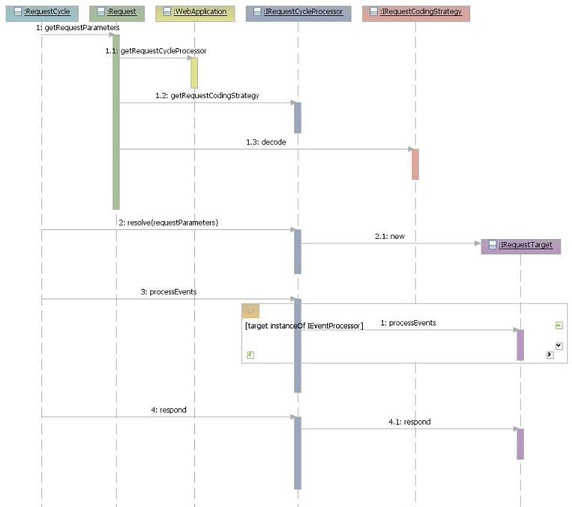 :RequestCycle
:Request
:WebApplication
:IRequestCycleProcessor
:IRequestCodingStrategy
1: getRequestParameters
1.1: getRequestCycleProcessor
1.2: getRequestCodingStrategy
1.3: decode
2: resolve(requestParameters)
2.1: new
:IRequestTarget
3: processEvents
[target instanceOf IEventProcessor]
1: processEvents
4: respond
4.1: respond